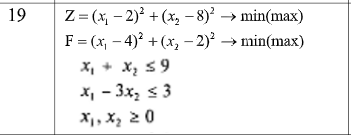 19
Z = (x₁ − 2)² + (x₂ − 8)² → min(max)
F = (x₁ − 4)² + (x₂ − 2)² → min(max)
x₁ + x₂ ≤ 9
x₁ − 3x₂ ≤ 3
x₁, x₂ ≥ 0